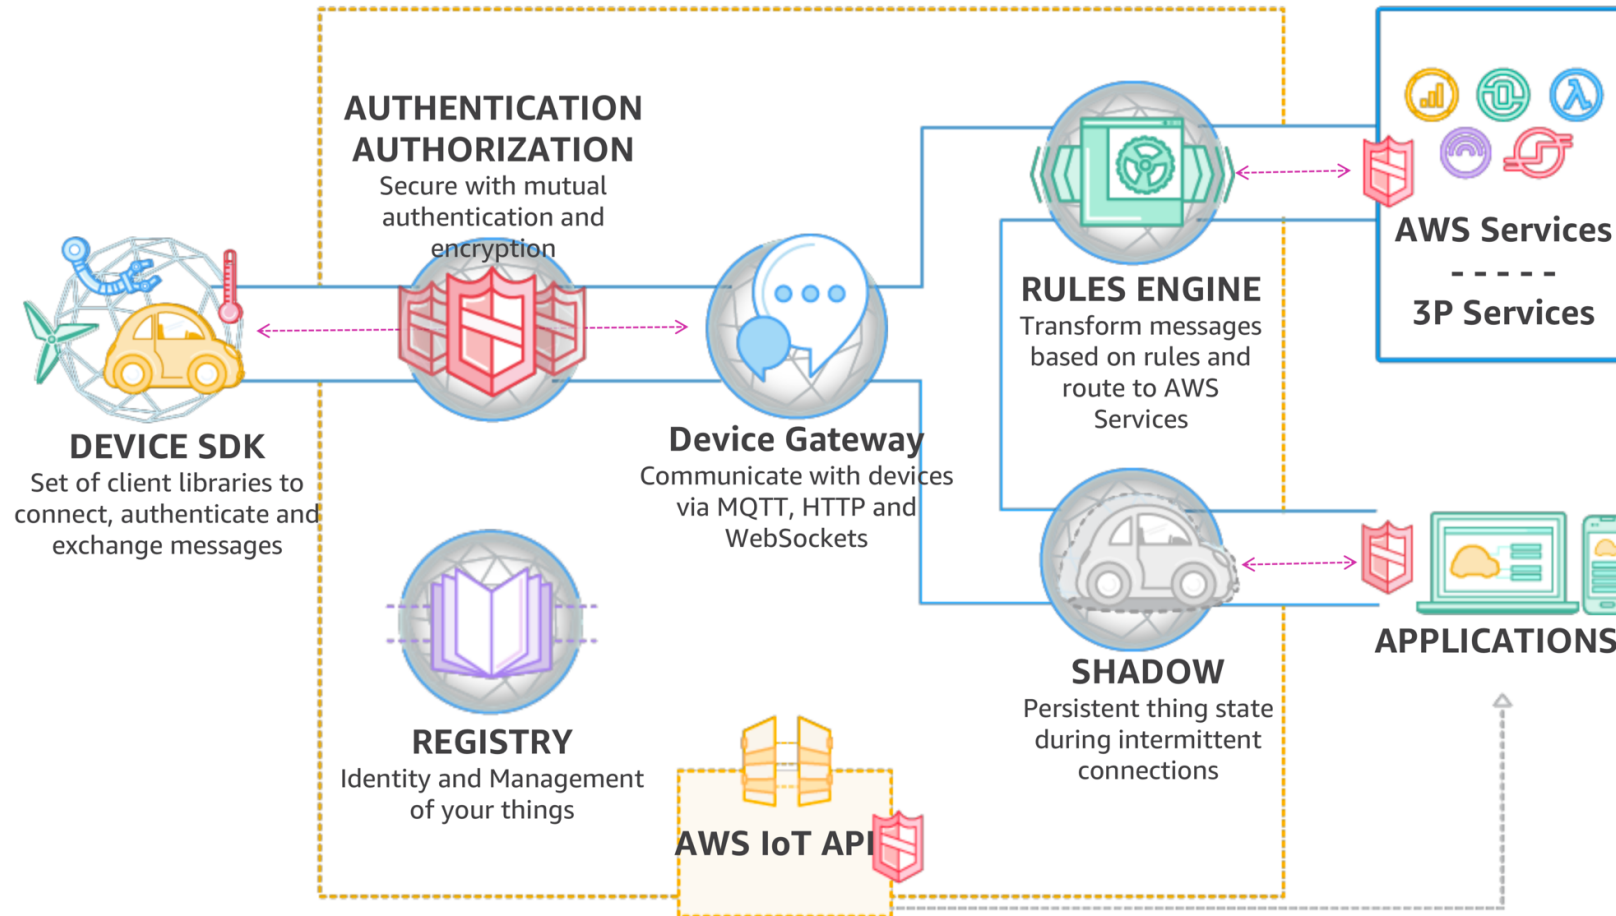 AUTHENTICATION
AUTHORIZATION
Secure with mutual
authentication and
encryption
DEVICE SDK
Set of client libraries to
connect, authenticate and
exchange messages
Device Gateway
Communicate with devices
via MQTT, HTTP and
WebSockets
RULES ENGINE
Transform messages
based on rules and
route to AWS
Services
AWS Services
- - - - -
3P Services
REGISTRY
Identity and Management
of your things
AWS IoT API
SHADOW
Persistent thing state
during intermittent
connections
APPLICATIONS